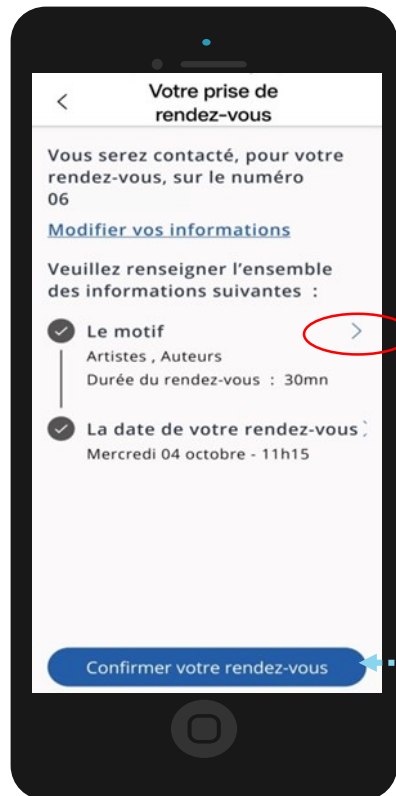 Votre prise de
rendez-vous
Vous serez contacté, pour votre
rendez-vous, sur le numéro
06
Modifier vos informations
Veuillez renseigner l’ensemble
des informations suivantes :
Le motif
Artistes , Auteurs
Durée du rendez-vous : 30mn
La date de votre rendez-vous
Mercredi 04 octobre - 11h15
Confirmer votre rendez-vous